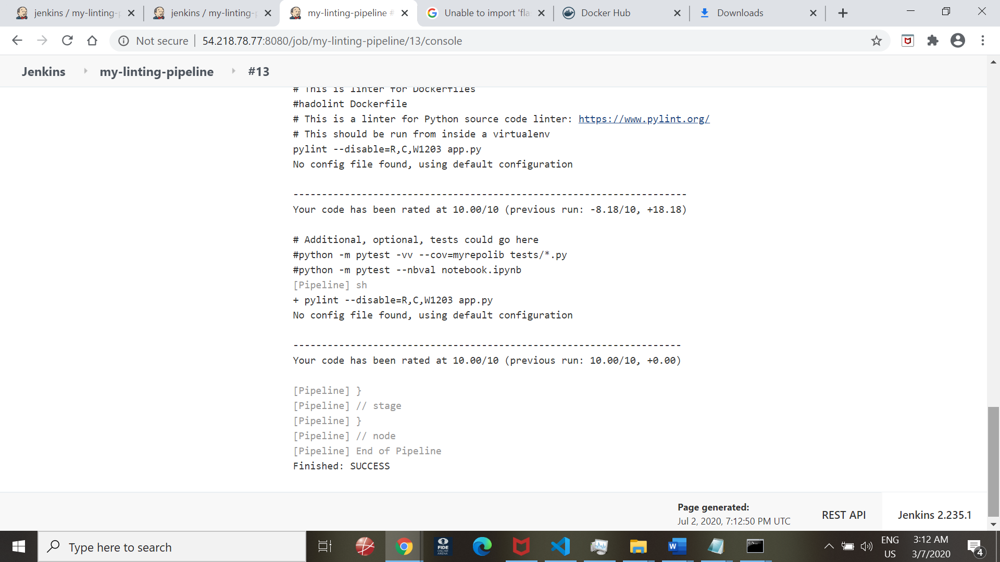 jenkins / my-linting-p
jenkins / my-linting-p
my-linting-pipeline #
Unable to import 'fla
Docker Hub
Downloads
Not secure
54.218.78.77:8080/job/my-linting-pipeline/13/console
Jenkins
my-linting-pipeline
#13
# This is linter for Dockerfiles
#hadolint Dockerfile
# This is a linter for Python source code linter: https://www.pylint.org/
# This should be run from inside a virtualenv
pylint --disable=R,C,W1203 app.py
No config file found, using default configuration
---------------------------------------------------------------------
Your code has been rated at 10.00/10 (previous run: -8.18/10, +18.18)
# Additional, optional, tests could go here
#python -m pytest -vv --cov=myrepolib tests/*.py
#python -m pytest --nbval notebook.ipynb
[Pipeline] sh
+ pylint --disable=R,C,W1203 app.py
No config file found, using default configuration
--------------------------------------------------------------------
Your code has been rated at 10.00/10 (previous run: 10.00/10, +0.00)
[Pipeline] }
[Pipeline] // stage
[Pipeline] }
[Pipeline] // node
[Pipeline] End of Pipeline
Finished: SUCCESS
Page generated:
Jul 2, 2020, 7:12:50 PM UTC
REST API
Jenkins 2.235.1
Type here to search
FIDE
ONLINE
ARENA
W
C:\
ENG
US
3:12 AM
3/7/2020
4